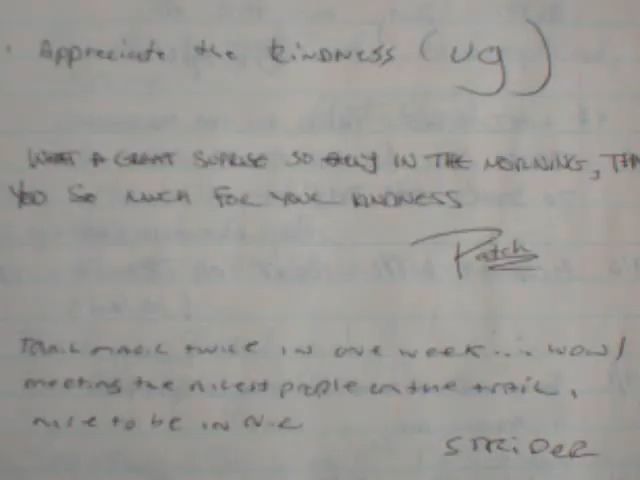 Appreciate the KINDNESS (ug)
WHAT A GREAT SUPRISE SO EARLY IN THE MORNING, THA
YOU SO MUCH FOR YOUR KINDNESS
Patch
TRAIL MAGIC TWICE IN ONE WEEK.... WOW!
meeting the nicest people on the trail.
nice to be in N.C
STRIDER